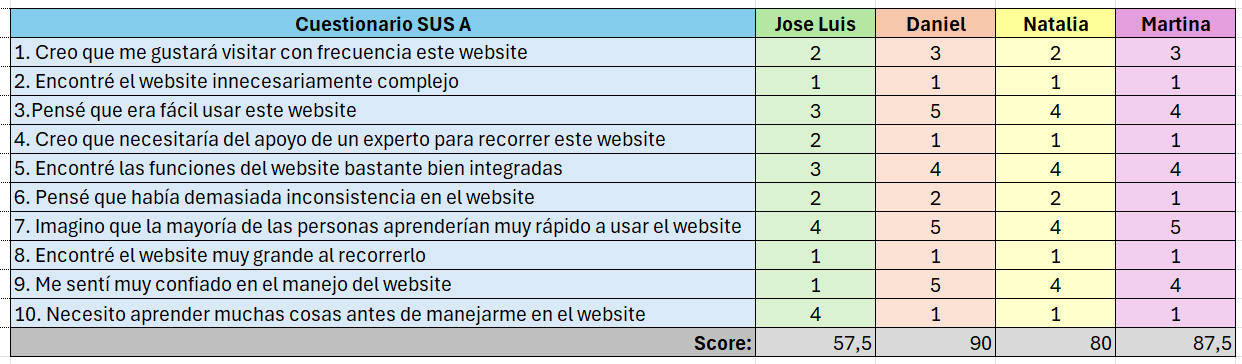 Cuestionario SUS A Jose Luis Daniel Natalia Martina
1. Creo que me gustará visitar con frecuencia este website 2 3 2 3
2. Encontré el website innecesariamente complejo 1 1 1 1
3.Pensé que era fácil usar este website 3 5 4 4
4. Creo que necesitaría del apoyo de un experto para recorrer este website 2 1 1 1
5. Encontré las funciones del website bastante bien integradas 3 4 4 4
6. Pensé que había demasiada inconsistencia en el website 2 2 2 1
7. Imagino que la mayoría de las personas aprenderían muy rápido a usar el website 4 5 4 5
8. Encontré el website muy grande al recorrerlo 1 1 1 1
9. Me sentí muy confiado en el manejo del website 1 5 4 4
10. Necesito aprender muchas cosas antes de manejarme en el website 4 1 1 1
Score: 57,5 90 80 87,5